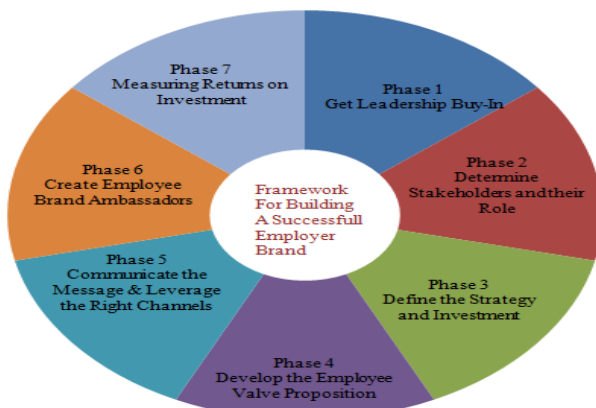 Phase 1
Get Leadership Buy-In
Phase 2
Determine
Stakeholders and their
Role
Phase 3
Define the Strategy
and Investment
Phase 4
Develop the Employee
Valve Proposition
Phase 5
Communicate the
Message & Leverage
the Right Channels
Phase 6
Create Employee
Brand Ambassadors
Phase 7
Measuring Returns on
Investment
Framework
For Building
A Successfull
Employer
Brand